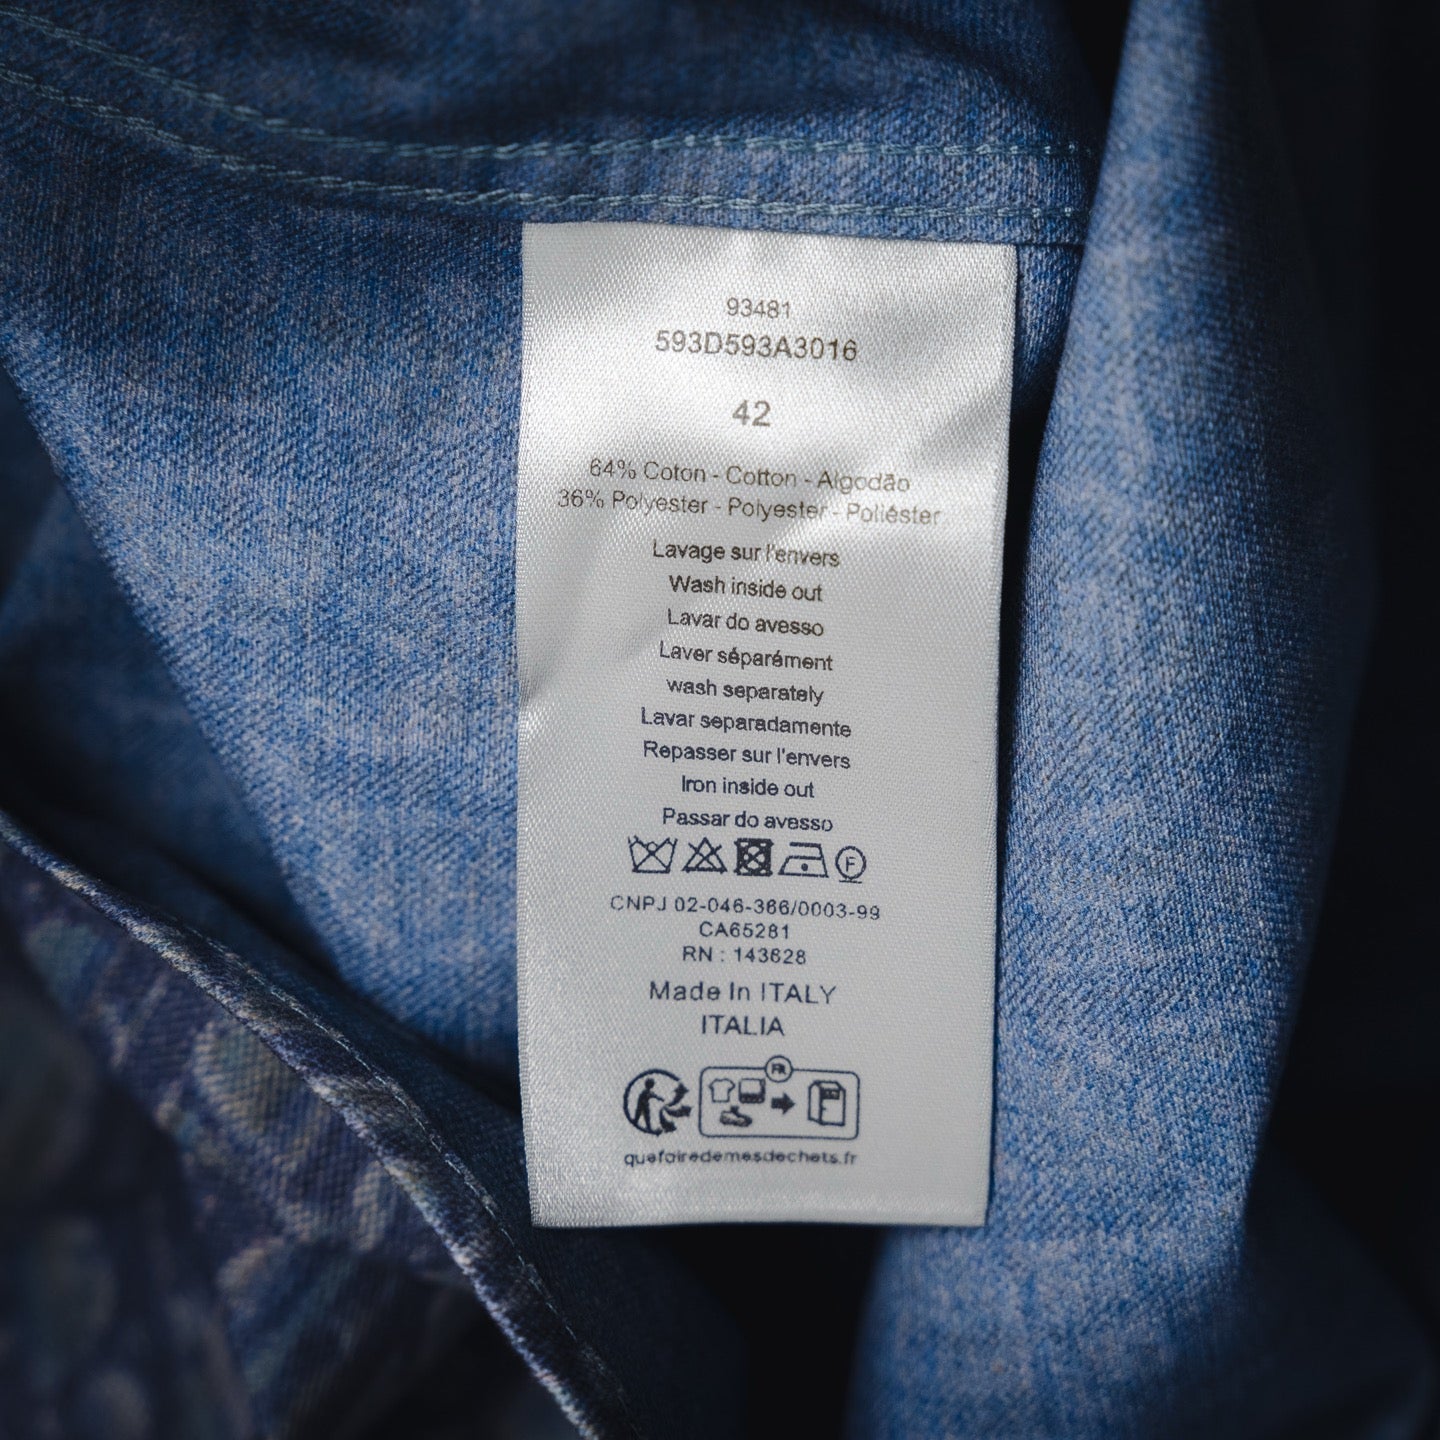 93481
593D593A3016
42
64% Coton - Cotton - Algodão
36% Polyester - Polyester - Poliéster
Lavage sur l'envers
Wash inside out
Lavar do avesso
Laver séparément
wash separately
Lavar separadamente
Repasser sur l'envers
Iron inside out
Passar do avesso
F
CNPJ 02-046-366/0003-99
CA65281
RN : 143628
Made In ITALY
ITALIA
FR
quefairedemesdechets.fr